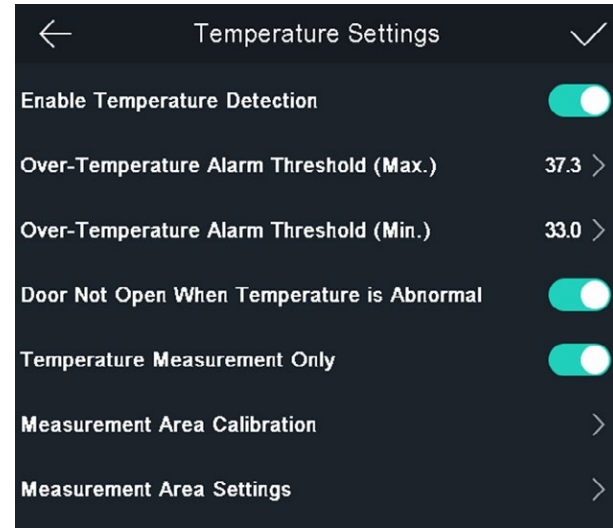 Temperature Settings
Enable Temperature Detection
Over-Temperature Alarm Threshold (Max.) 37.3
Over-Temperature Alarm Threshold (Min.) 33.0
Door Not Open When Temperature is Abnormal
Temperature Measurement Only
Measurement Area Calibration
Measurement Area Settings